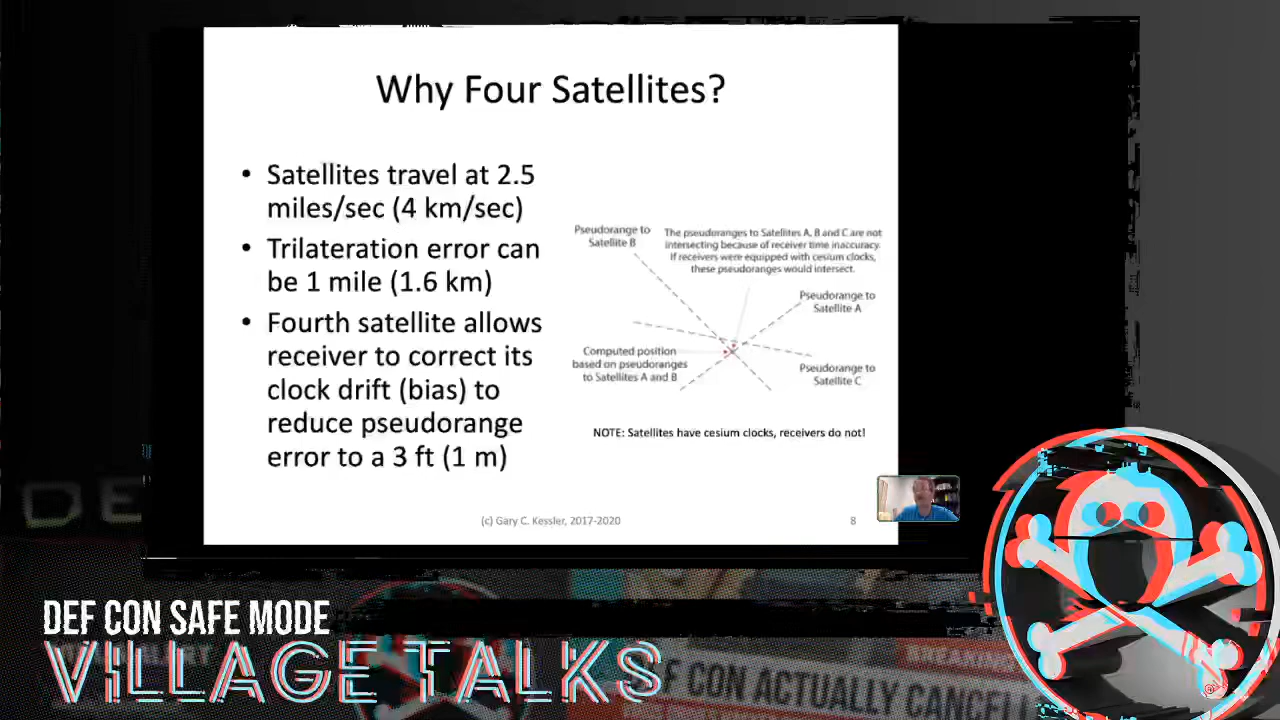 Why Four Satellites?
• Satellites travel at 2.5
miles/sec (4 km/sec)
• Trilateration error can
be 1 mile (1.6 km)
• Fourth satellite allows
receiver to correct its
clock drift (bias) to
reduce pseudorange
error to a 3 ft (1 m)
Pseudorange to
Satellite B
The pseudoranges to Satellites A, B and C are not
intersecting because of receiver time inaccuracy.
If receivers were equipped with cesium clocks,
these pseudoranges would intersect.
Pseudorange to
Satellite A
Computed position
based on pseudoranges
to Satellites A and B
Pseudorange to
Satellite C
NOTE: Satellites have cesium clocks, receivers do not!
(c) Gary C. Kessler, 2017-2020
8
DEF CON SAFE MODE
VILLAGE TALKS
DEF CON ACTUALLY CANCEL